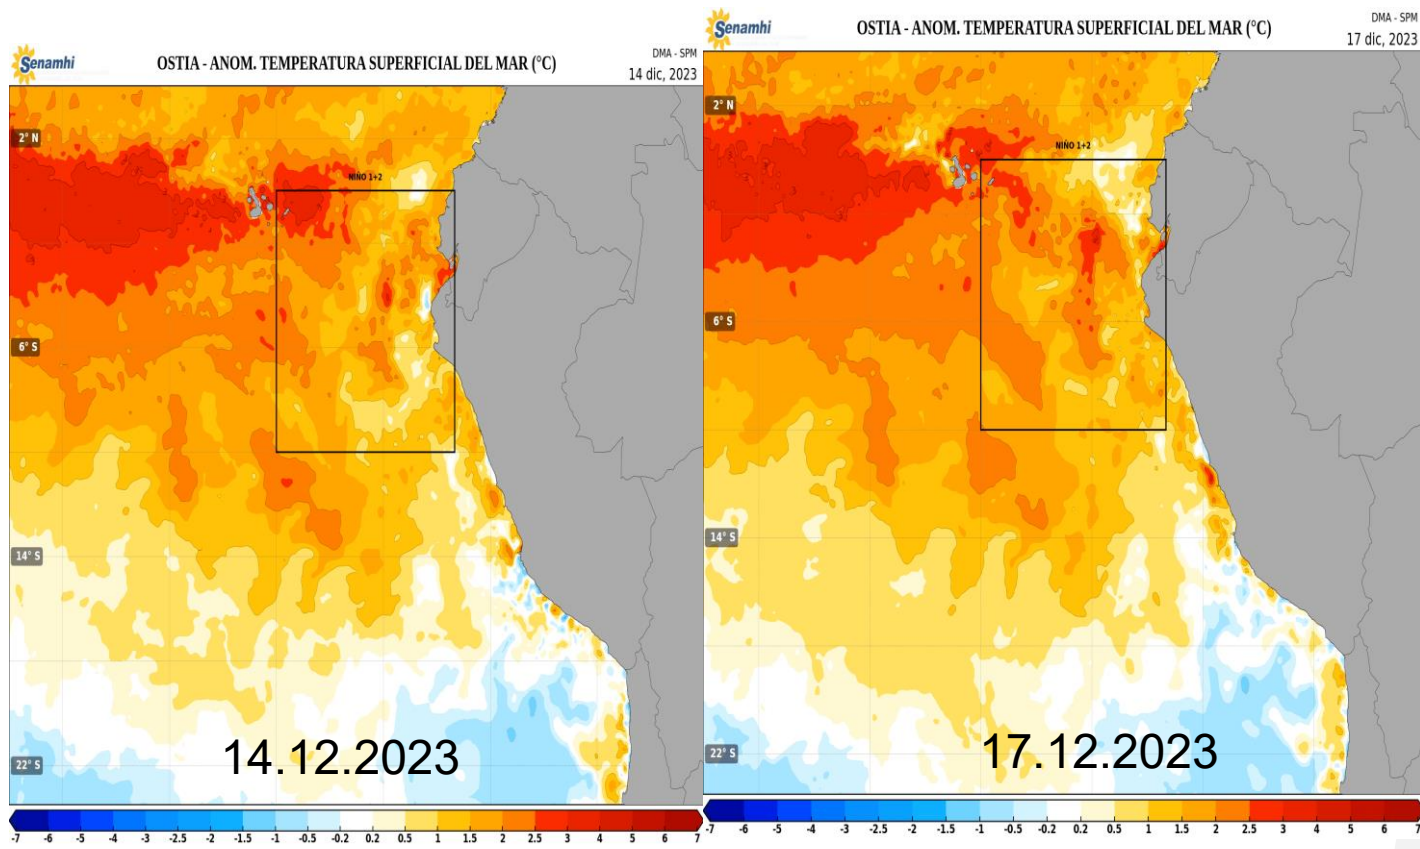 Senamhi
OSTIA - ANOM. TEMPERATURA SUPERFICIAL DEL MAR (°C)
DMA - SPM
14 dic, 2023
2° N
NIÑO 1+2
6° S
14° S
22° S
14.12.2023
-7 -6 -5 -4 -3 -2.5 -2 -1.5 -1 -0.5 -0.2 0.2 0.5 1 1.5 2 2.5 3 4 5 6 7
Senamhi
OSTIA - ANOM. TEMPERATURA SUPERFICIAL DEL MAR (°C)
DMA - SPM
17 dic, 2023
2° N
NIÑO 1+2
6° S
14° S
22° S
17.12.2023
-7 -6 -5 -4 -3 -2.5 -2 -1.5 -1 -0.5 -0.2 0.2 0.5 1 1.5 2 2.5 3 4 5 6 7